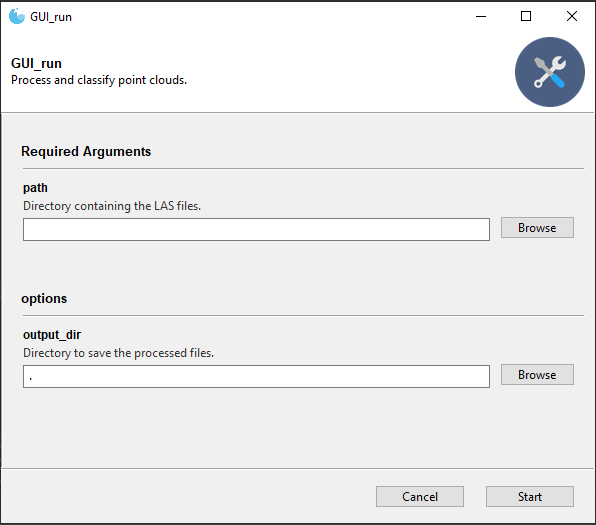 GUI_run
GUI_run
Process and classify point clouds.
Required Arguments
path
Directory containing the LAS files.
Browse
options
output_dir
Directory to save the processed files.
.
Browse
Cancel
Start